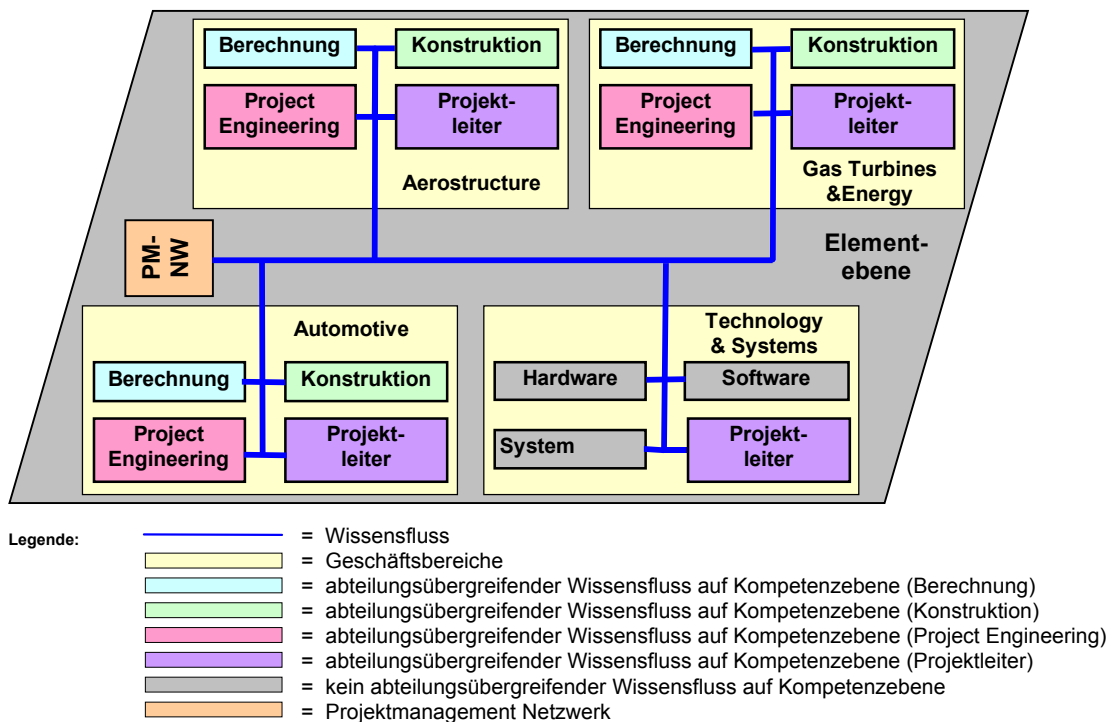 Berechnung
Konstruktion
Project
Engineering
Projekt-
leiter
Aerostructure
Berechnung
Konstruktion
Project
Engineering
Projekt-
leiter
Gas Turbines
&Energy
PM-
NW
Element-
ebene
Automotive
Berechnung
Konstruktion
Project
Engineering
Projekt-
leiter
Technology
& Systems
Hardware
Software
System
Projekt-
leiter
Legende:
= Wissensfluss
= Geschäftsbereiche
= abteilungsübergreifender Wissensfluss auf Kompetenzebene (Berechnung)
= abteilungsübergreifender Wissensfluss auf Kompetenzebene (Konstruktion)
= abteilungsübergreifender Wissensfluss auf Kompetenzebene (Project Engineering)
= abteilungsübergreifender Wissensfluss auf Kompetenzebene (Projektleiter)
= kein abteilungsübergreifender Wissensfluss auf Kompetenzebene
= Projektmanagement Netzwerk